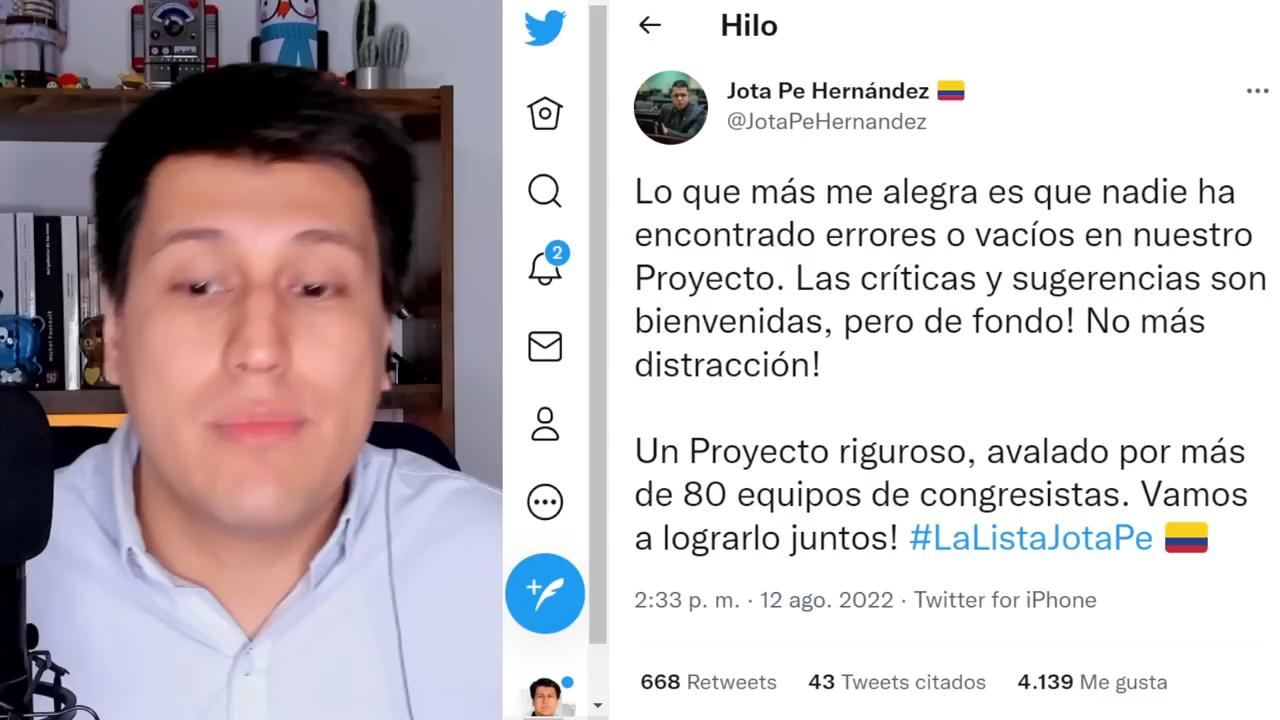 Michel Foucault
2
Hilo
Jota Pe Hernández
@JotaPeHernandez
Lo que más me alegra es que nadie ha
encontrado errores o vacíos en nuestro
Proyecto. Las críticas y sugerencias son
bienvenidas, pero de fondo! No más
distracción!
Un Proyecto riguroso, avalado por más
de 80 equipos de congresistas. Vamos
a lograrlo juntos! #LaListaJotaPe
2:33 p. m. · 12 ago. 2022 · Twitter for iPhone
668 Retweets 43 Tweets citados 4.139 Me gusta